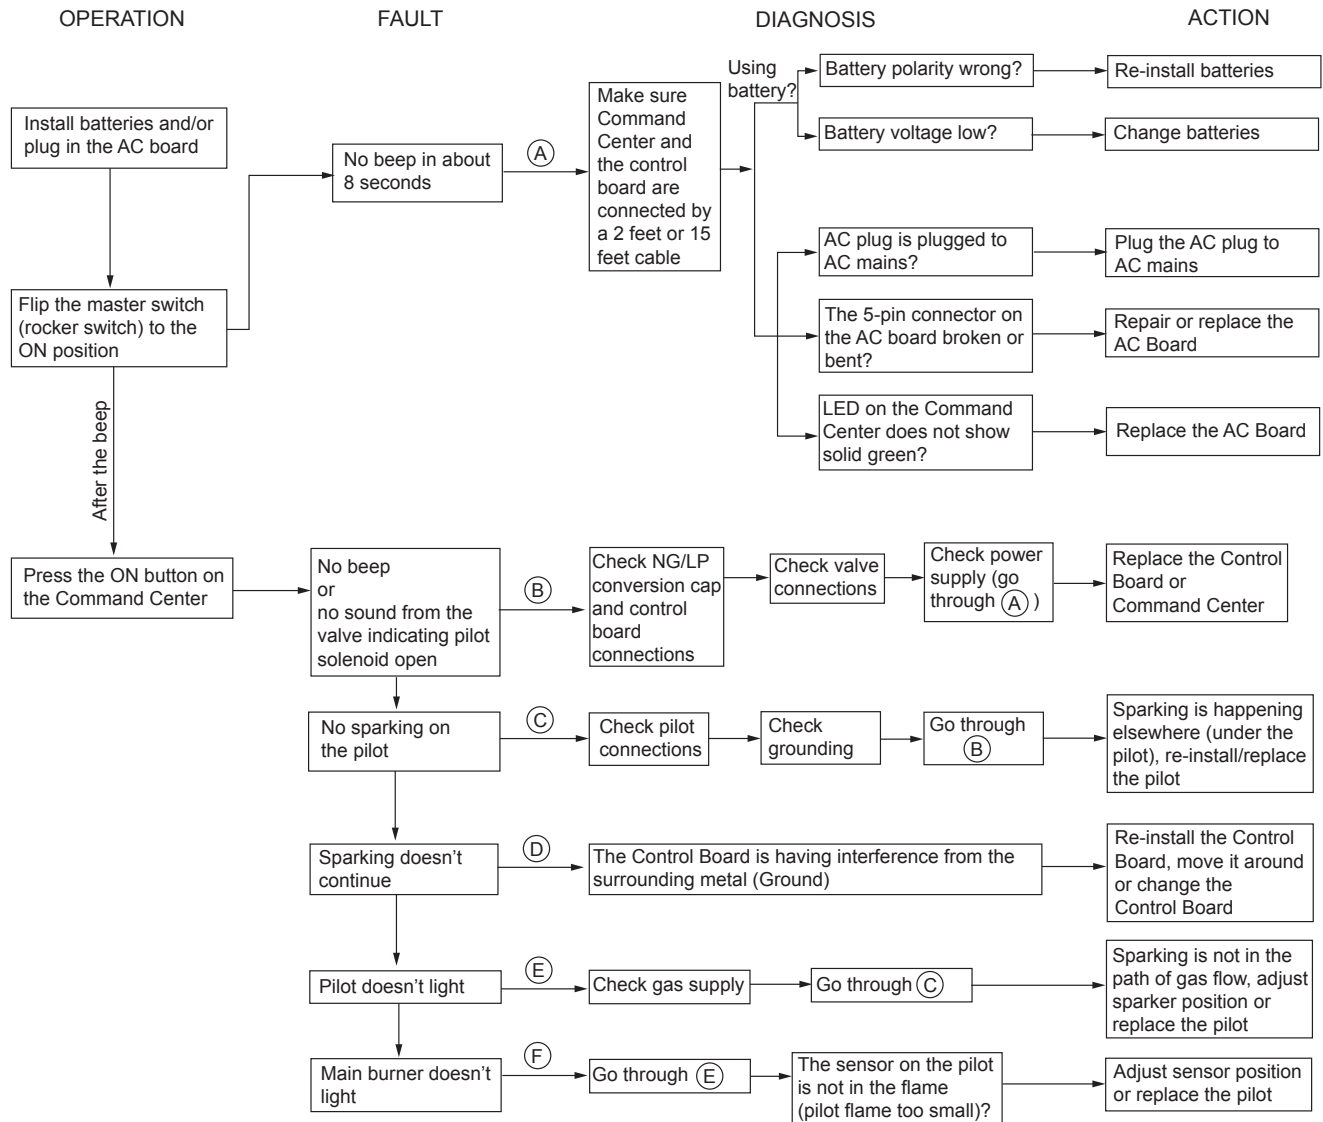 OPERATION
FAULT
DIAGNOSIS
ACTION
Install batteries and/or
plug in the AC board
Flip the master switch
(rocker switch) to the
ON position
After the beep
Press the ON button on
the Command Center
No beep in about
8 seconds
A
Make sure
Command
Center and
the control
board are
connected by
a 2 feet or 15
feet cable
Using
battery?
Battery polarity wrong?
Re-install batteries
Battery voltage low?
Change batteries
AC plug is plugged to
AC mains?
Plug the AC plug to
AC mains
The 5-pin connector on
the AC board broken or
bent?
Repair or replace the
AC Board
LED on the Command
Center does not show
solid green?
Replace the AC Board
No beep
or
no sound from the
valve indicating pilot
solenoid open
B
Check NG/LP
conversion cap
and control
board
connections
Check valve
connections
Check power
supply (go
through A )
Replace the Control
Board or
Command Center
No sparking on
the pilot
C
Check pilot
connections
Check
grounding
Go through
B
Sparking is happening
elsewhere (under the
pilot), re-install/replace
the pilot
Sparking doesn't
continue
D
The Control Board is having interference from the
surrounding metal (Ground)
Re-install the Control
Board, move it around
or change the
Control Board
Pilot doesn't light
E
Check gas supply
Go through C
Sparking is not in the
path of gas flow, adjust
sparker position or
replace the pilot
Main burner doesn't
light
F
Go through E
The sensor on the pilot
is not in the flame
(pilot flame too small)?
Adjust sensor position
or replace the pilot